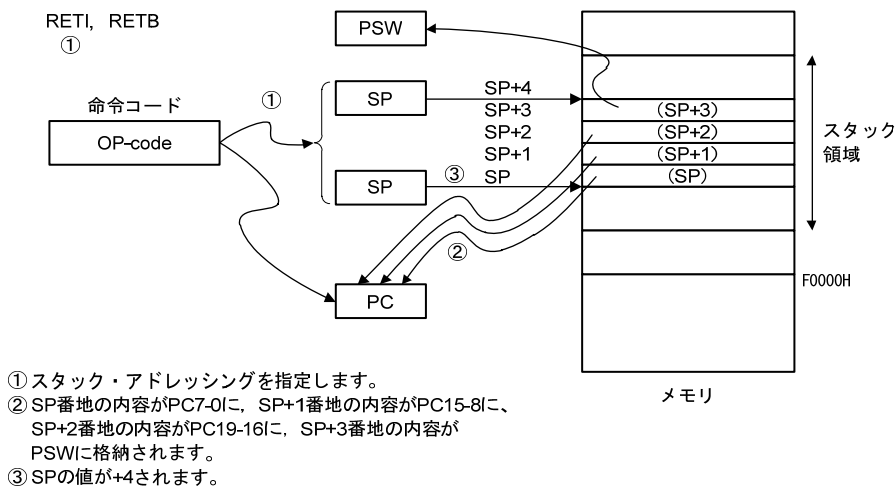 RETI, RETB
①
PSW
命令コード
OP-code
①
SP
SP+4
SP+3
SP+2
SP+1
SP
③
SP
②
PC
(SP+3)
(SP+2)
(SP+1)
(SP)
スタック
領域
F0000H
メモリ
① スタック・アドレッシングを指定します。
② SP番地の内容がPC7-0に，SP+1番地の内容がPC15-8に、
SP+2番地の内容がPC19-16に，SP+3番地の内容が
PSWに格納されます。
③ SPの値が+4されます。